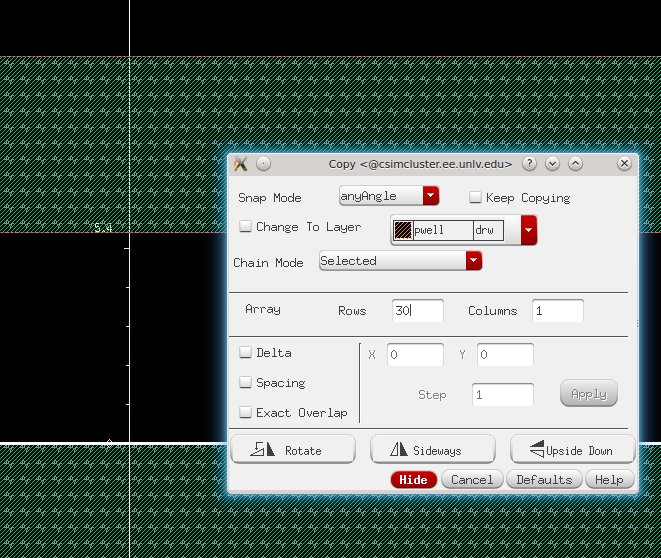 Copy <@csimcluster.ee.unlv.edu>
Snap Mode anyAngle Keep Copying
Change To Layer pwell drw
Chain Mode Selected
Array Rows 30 Columns 1
5.4
Delta X 0 Y 0
Spacing Step 1 Apply
Exact Overlap
0
Rotate Sideways Upside Down
Hide Cancel Defaults Help